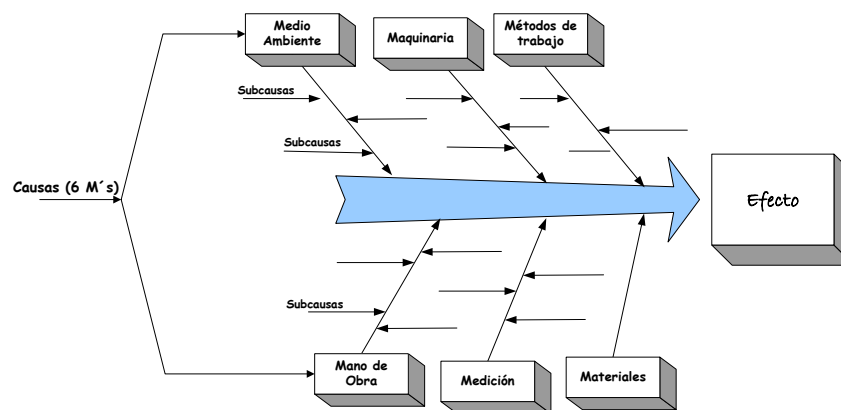 Medio
Ambiente
Maquinaria
Métodos de
trabajo
Subcausas
Subcausas
Causas (6 M´s)
Efecto
Subcausas
Mano de
Obra
Medición
Materiales